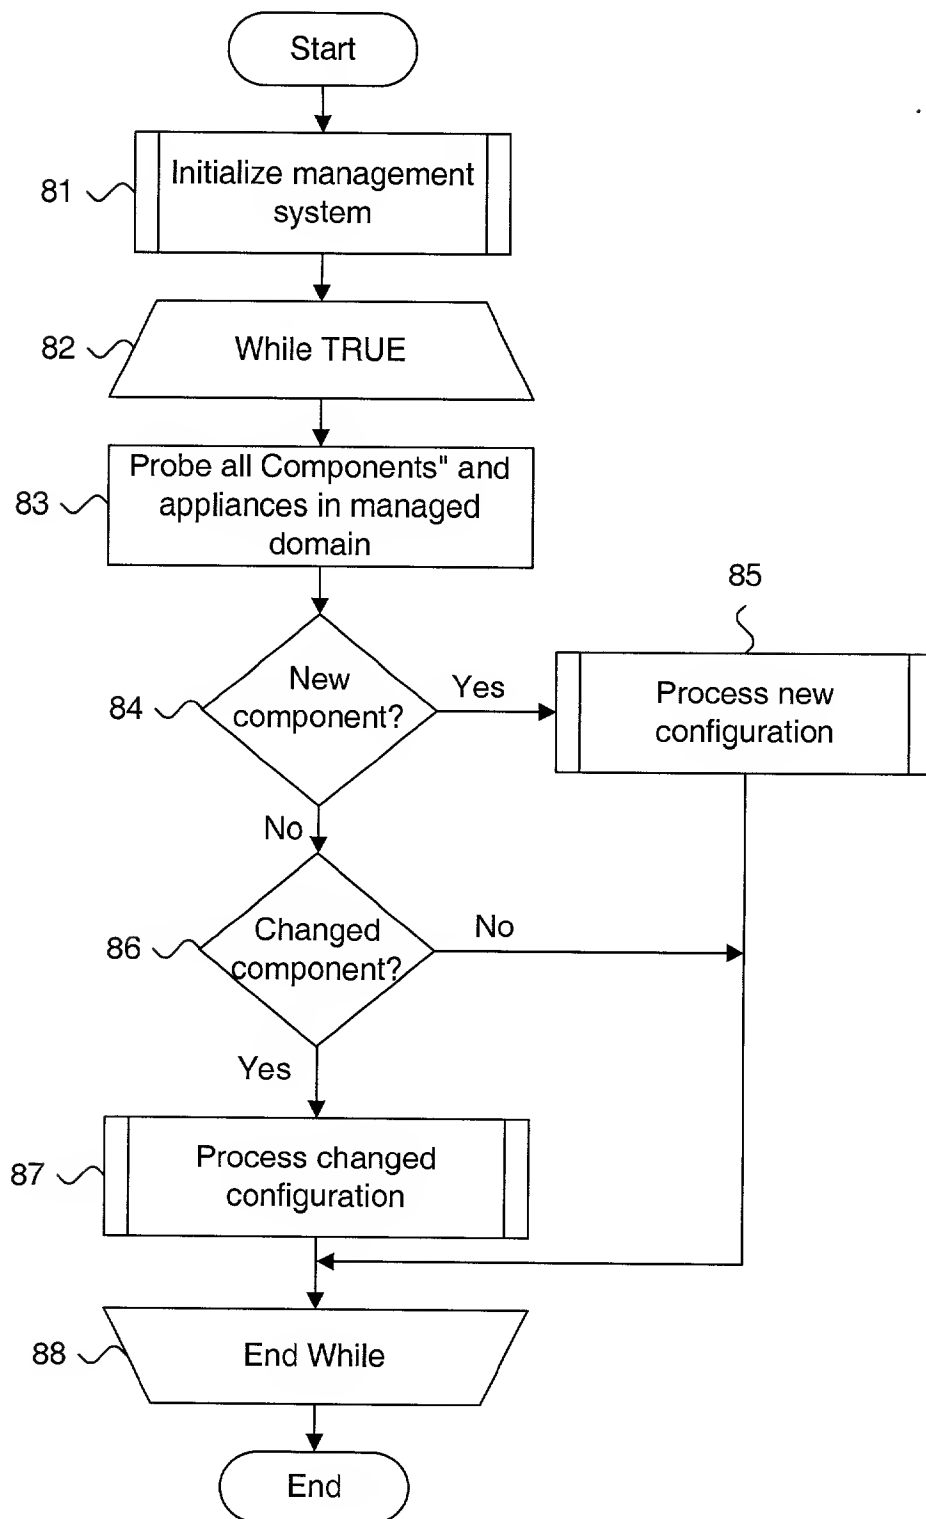 Start
81
Initialize management
system
82
While TRUE
83
Probe all Components" and
appliances in managed
domain
84
New
component?
Yes
85
Process new
configuration
No
86
Changed
component?
No
Yes
87
Process changed
configuration
88
End While
End